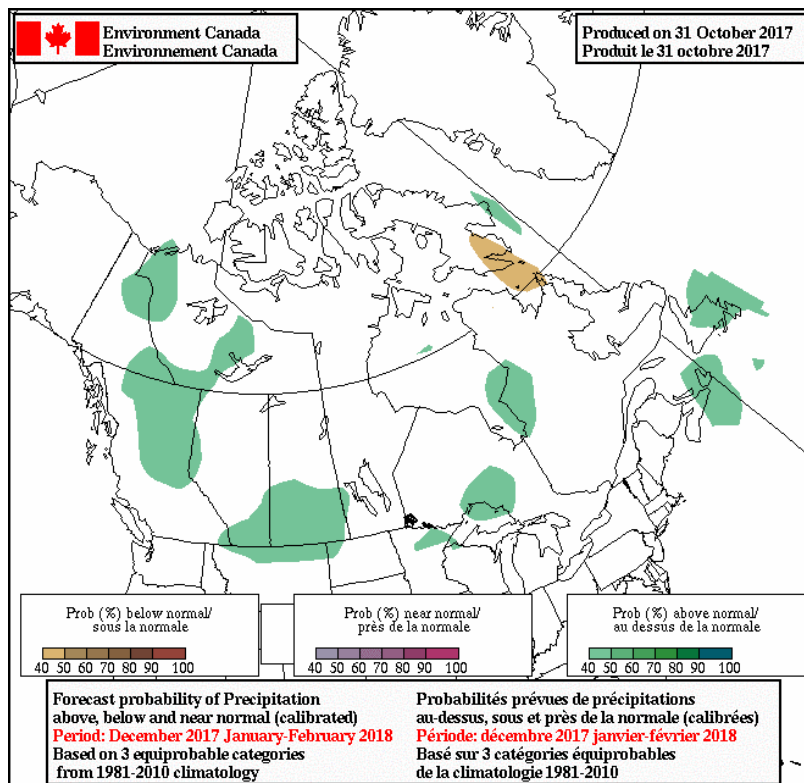 Environment Canada
Environnement Canada
Produced on 31 October 2017
Produit le 31 octobre 2017
Prob (%) below normal/
sous la normale
40 50 60 70 80 90 100
Prob (%) near normal/
près de la normale
40 50 60 70 80 90 100
Prob (%) above normal/
au dessus de la normale
40 50 60 70 80 90 100
Forecast probability of Precipitation
above, below and near normal (calibrated)
Period: December 2017 January-February 2018
Based on 3 equiprobable categories
from 1981-2010 climatology
Probabilités prévues de précipitations
au-dessus, sous et près de la normale (calibrées)
Période: décembre 2017 janvier-février 2018
Basé sur 3 catégories équiprobables
de la climatologie 1981-2010